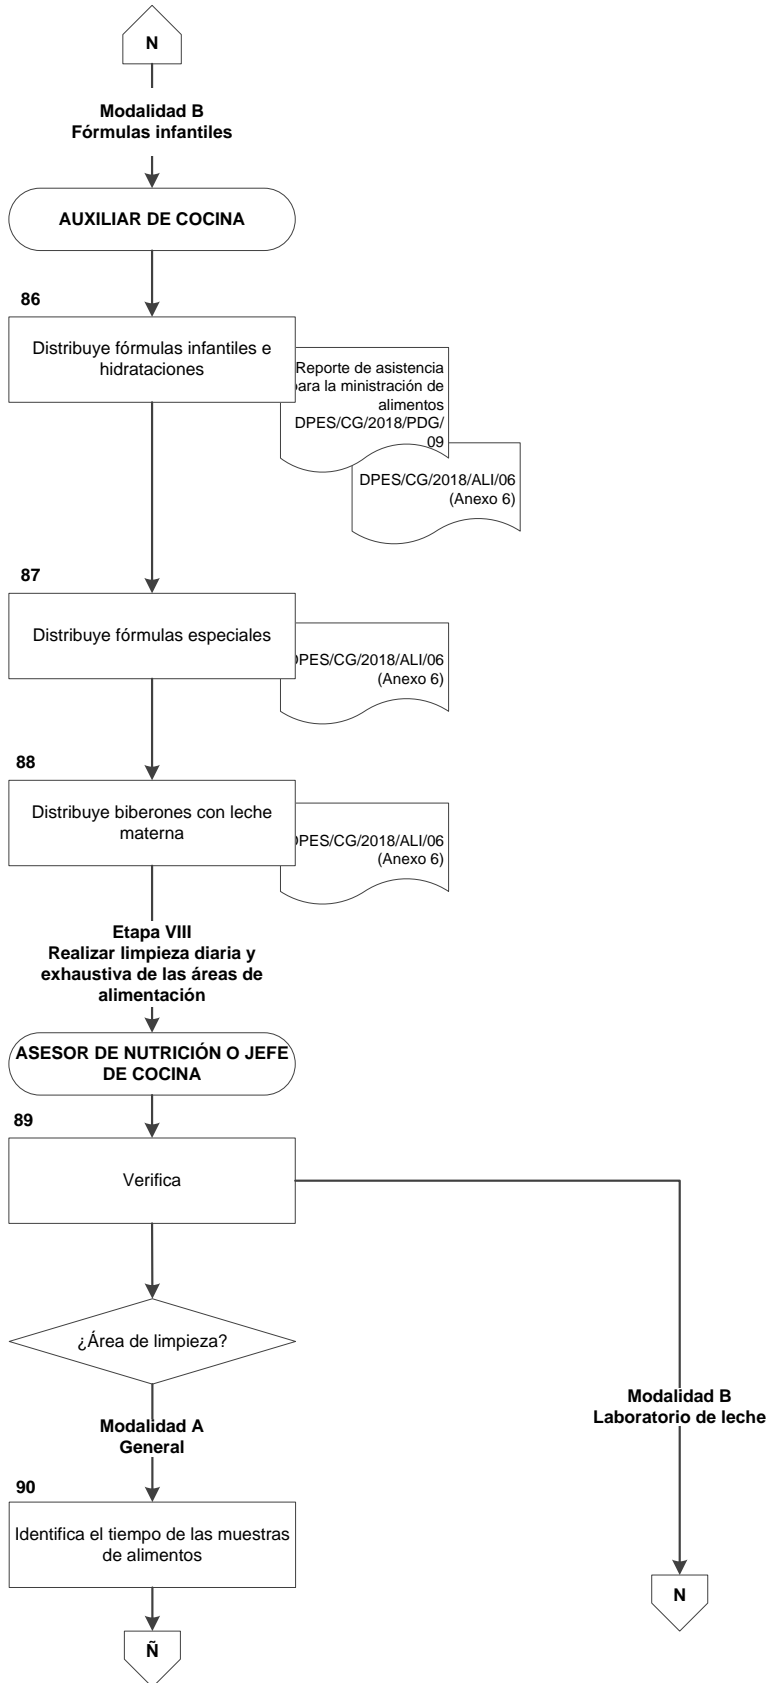 N
Modalidad B
Fórmulas infantiles
AUXILIAR DE COCINA
86
Distribuye fórmulas infantiles e
hidrataciones
Reporte de asistencia
para la ministración de
alimentos
DPES/CG/2018/PDG/
09
DPES/CG/2018/ALI/06
(Anexo 6)
87
Distribuye fórmulas especiales
DPES/CG/2018/ALI/06
(Anexo 6)
88
Distribuye biberones con leche
materna
DPES/CG/2018/ALI/06
(Anexo 6)
Etapa VIII
Realizar limpieza diaria y
exhaustiva de las áreas de
alimentación
ASESOR DE NUTRICIÓN O JEFE
DE COCINA
89
Verifica
¿Área de limpieza?
Modalidad A
General
Modalidad B
Laboratorio de leche
90
Identifica el tiempo de las muestras
de alimentos
N
Ñ